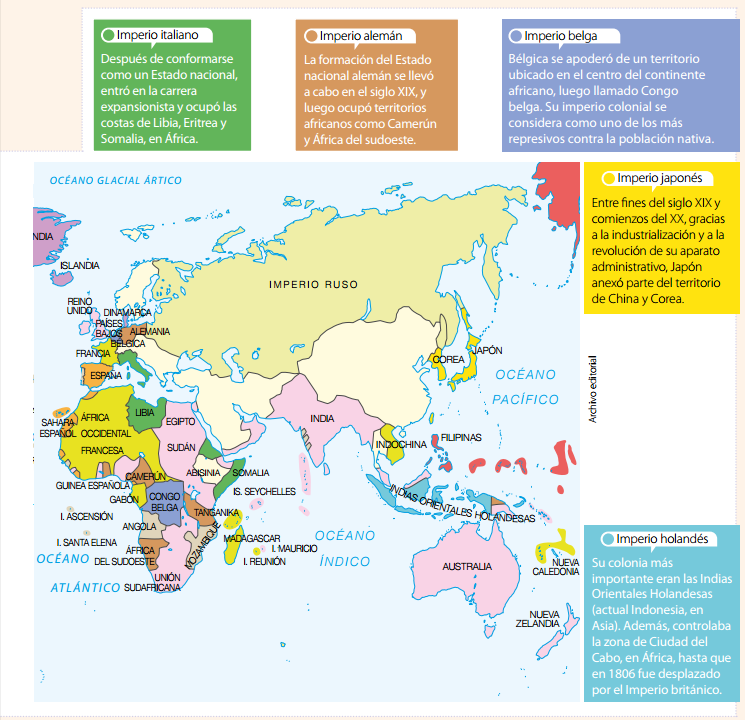 Imperio italiano
Después de conformarse
como un Estado nacional,
entró en la carrera
expansionista y ocupó las
costas de Libia, Eritrea y
Somalia, en África.
Imperio alemán
La formación del Estado
nacional alemán se llevó
a cabo en el siglo XIX, y
luego ocupó territorios
africanos como Camerún
y África del sudoeste.
Imperio belga
Bélgica se apoderó de un territorio
ubicado en el centro del continente
africano, luego llamado Congo
belga. Su imperio colonial se
considera como uno de los más
represivos contra la población nativa.
Imperio japonés
Entre fines del siglo XIX y
comienzos del XX, gracias
a la industrialización y a la
revolución de su aparato
administrativo, Japón
anexó parte del territorio
de China y Corea.
OCÉANO GLACIAL ÁRTICO
NDIA
ISLANDIA
IMPERIO RUSO
REINO
UNIDO
DINAMARCA
PAÍSES
BAJOS
ALEMANIA
BÉLGICA
FRANCIA
ESPAÑA
COREA
JAPÓN
OCÉANO
PACÍFICO
Archivo editorial
SAHARA
ESPAÑOL
ÁFRICA
OCCIDENTAL
FRANCESA
LIBIA
EGIPTO
SUDÁN
INDIA
INDOCHINA
FILIPINAS
ABISINIA
SOMALIA
CAMERÚN
GUINEA ESPAÑOLA
GABÓN
CONGO
BELGA
IS. SEYCHELLES
INDIAS ORIENTALES HOLANDESAS
I. ASCENSIÓN
ANGOLA
TANGANIKA
I. SANTA ELENA
MOZAMBIQUE
MADAGASCAR
I. MAURICIO
I. REUNIÓN
OCÉANO
ÍNDICO
OCÉANO
ATLÁNTICO
ÁFRICA
DEL SUDOESTE
UNIÓN
SUDAFRICANA
AUSTRALIA
NUEVA
CALEDONIA
NUEVA
ZELANDIA
Imperio holandés
Su colonia más
importante eran las Indias
Orientales Holandesas
(actual Indonesia, en
Asia). Además, controlaba
la zona de Ciudad del
Cabo, en África, hasta que
en 1806 fue desplazado
por el Imperio británico.